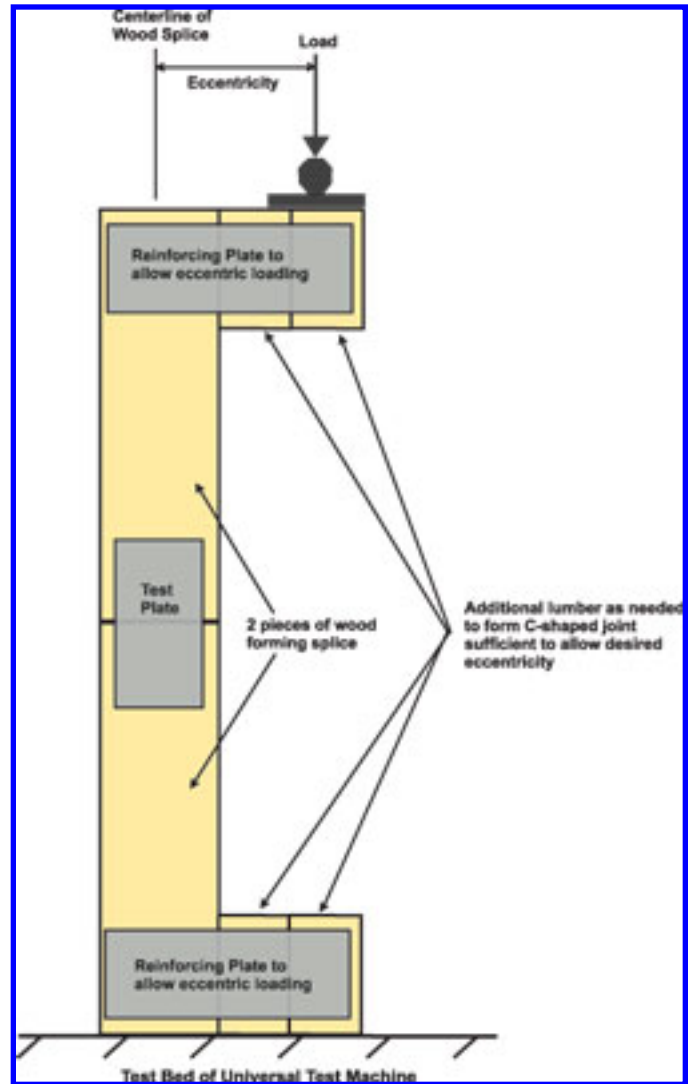 Centerline of
Wood Splice
Load
Eccentricity
Reinforcing Plate to
allow eccentric loading
Test
Plate
2 pieces of wood
forming splice
Additional lumber as needed
to form C-shaped joint
sufficient to allow desired
eccentricity
Reinforcing Plate to
allow eccentric loading
Test Bed of Universal Test Machine